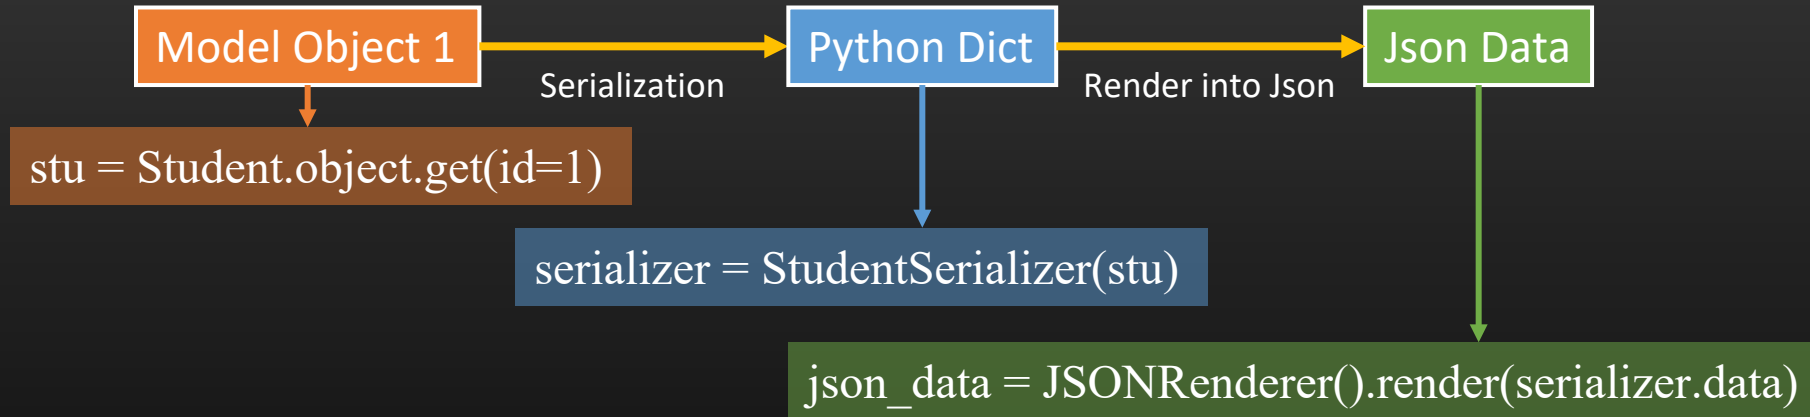 Model Object 1
Serialization
Python Dict
Render into Json
Json Data
stu = Student.object.get(id=1)
serializer = StudentSerializer(stu)
json_data = JSONRenderer().render(serializer.data)